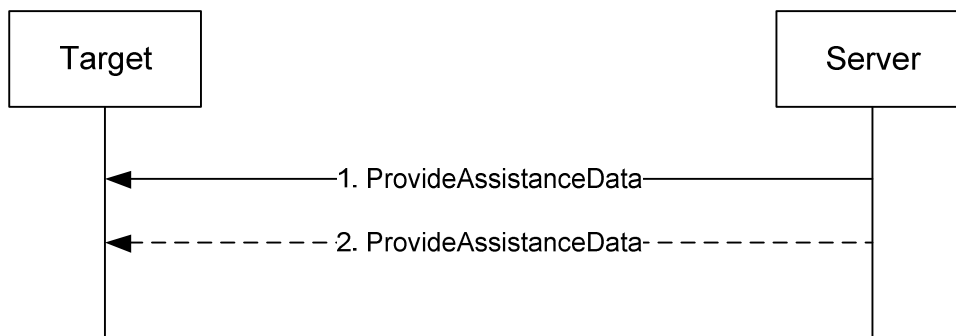 Target
Server
1. ProvideAssistanceData
2. ProvideAssistanceData